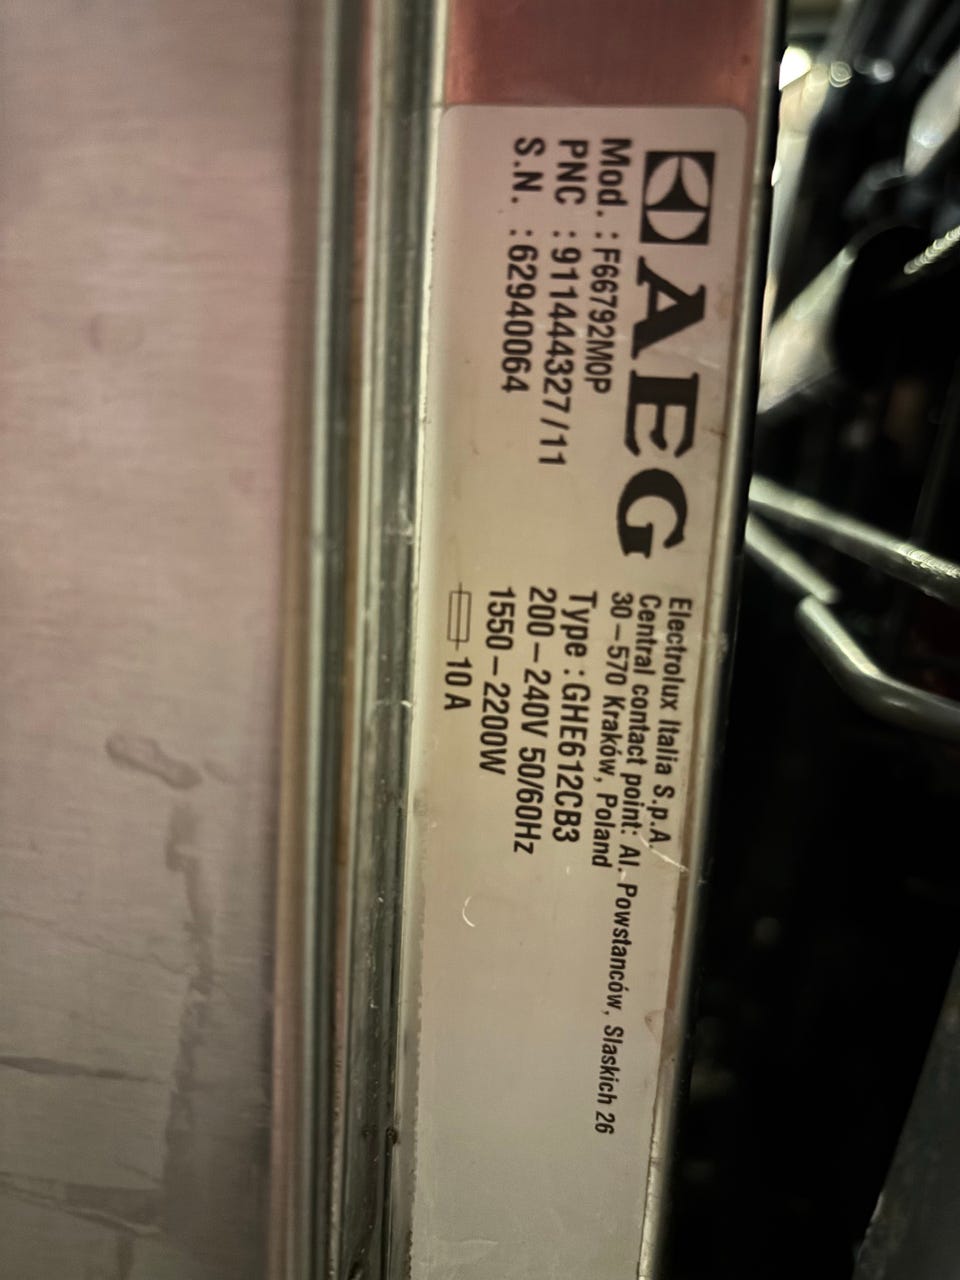 AEG
Mod. : F66792M0P
PNC : 911444327/11
S.N. : 62940064
Electrolux Italia S.p.A.
Central contact point: Al. Powstanców, Slaskich 26
30-570 Kraków, Poland
Type : GHE612CB3
200-240V 50/60Hz
1550-2200W
10 A